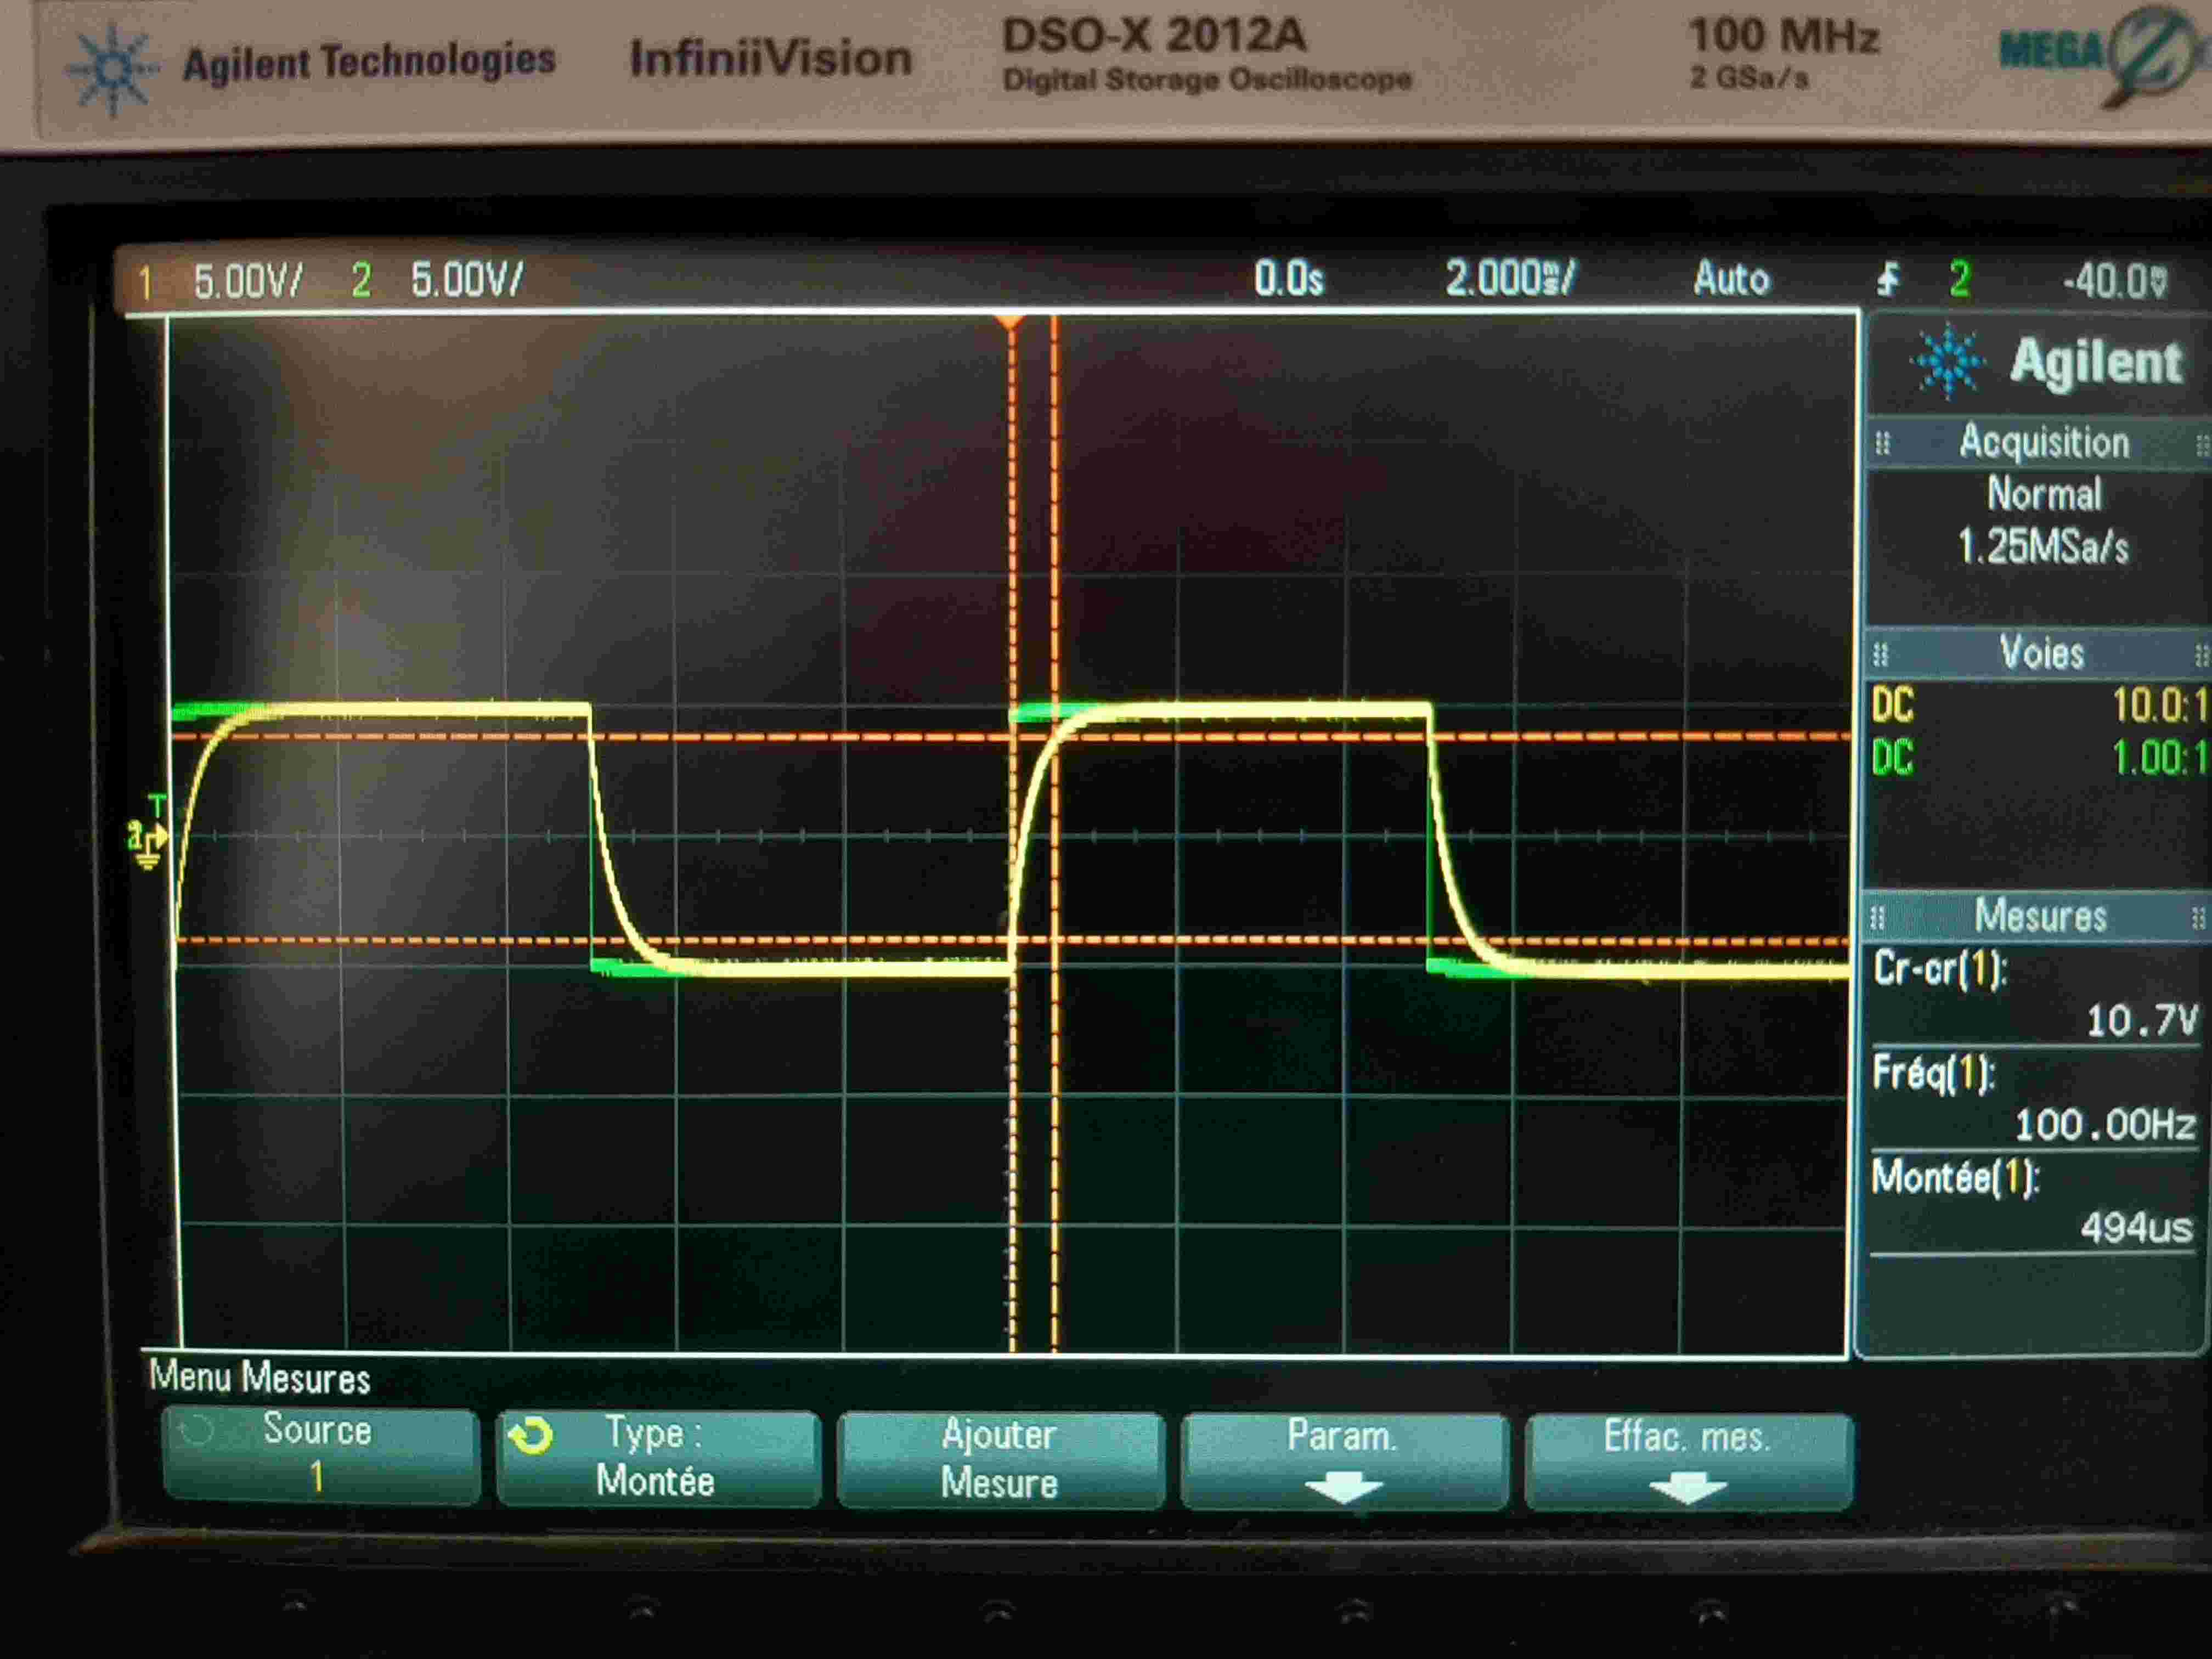 Agilent Technologies InfiniiVision DSO-X 2012A 100 MHz MEGA Z
Digital Storage Oscilloscope 2 GSa/s
1 5.00V/ 2 5.00V/ 0.0s 2.000ms/ Auto 2 -40.0mV
Agilent
Acquisition
Normal
1.25MSa/s
Voies
DC 10.0:1
DC 1.00:1
T
Mesures
Cr-cr(1):
10.7V
Fréq(1):
100.00Hz
Montée(1):
494us
Menu Mesures
Source
1
Type :
Montée
Ajouter
Mesure
Param.
Effac. mes.